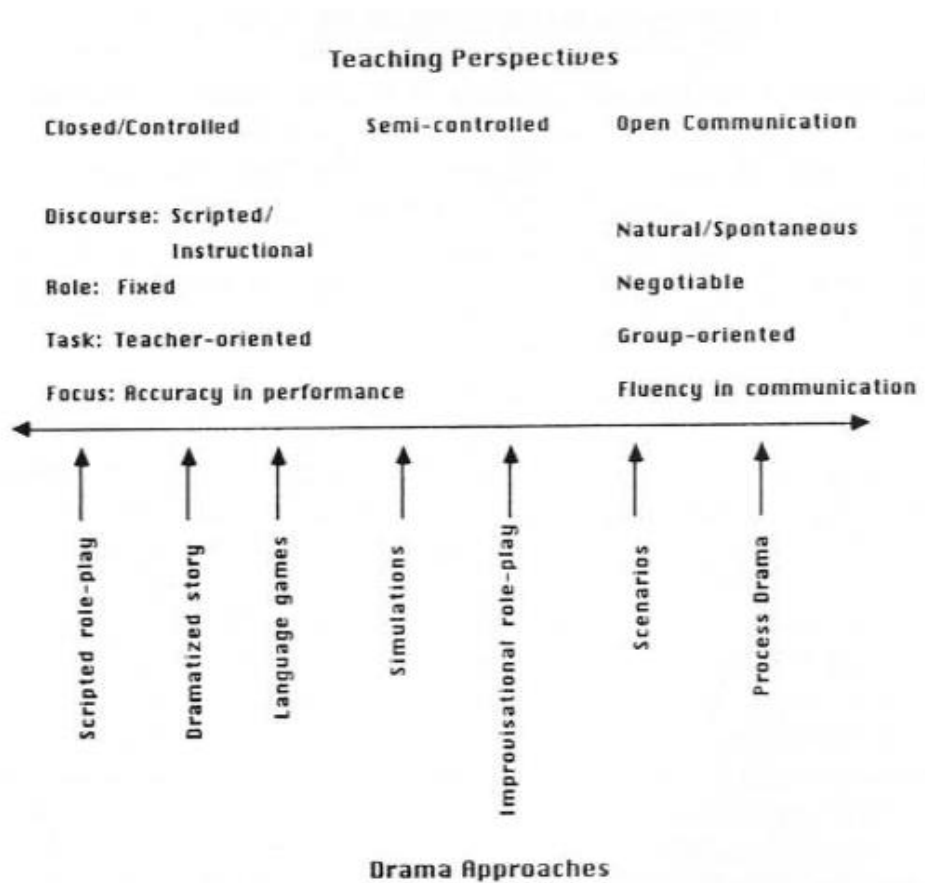 Teaching Perspectives
Closed/Controlled
Semi-controlled
Open Communication
Discourse: Scripted/
Instructional
Natural/Spontaneous
Role: Fixed
Negotiable
Task: Teacher-oriented
Group-oriented
Focus: Accuracy in performance
Fluency in communication
Scripted role-play
Dramatized story
Language games
Simulations
Improvisational role-play
Scenarios
Process Drama
Drama Approaches